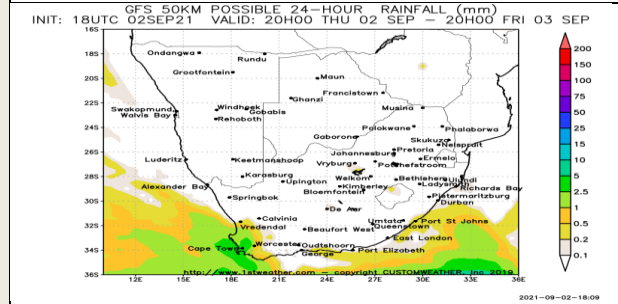 GFS 50KM POSSIBLE 24-HOUR RAINFALL (mm)
INIT: 18UTC 02SEP21 VALID: 20H00 THU 02 SEP – 20H00 FRI 03 SEP
16S
Ondangwa
Rundu
18S
Grootfontein
Maun
20S
Francistown
Ghanzi
22S
Swakopmund
Windhoek
Gobabis
Musina
Walvis Bay
Rehoboth
24S
Polokwane
Phalaborwa
Gaborone
Skukuza
Nelspruit
Johannesburg
Pretoria
26S
Luderitz
Keetmanshoop
Vryburg
Ermelo
Karasburg
Welkom
Bethlehem
Ulundi
28S
Upington
Kimberley
Ladysmith
Alexander Bay
Bloemfontein
Richards Bay
Springbok
Pietermaritzburg
30S
Durban
De Aar
Calvinia
Umtata
Port St Johns
32S
Vredendal
Beaufort West
Queenstown
East London
Cape Town
Worcester
Oudtshoorn
34S
George
Port Elizabeth
http://www.1stweather.com – copyright CUSTOMWEATHER, Inc 2019
36S
12E 15E 18E 21E 24E 27E 30E 33E 36E
200
150
100
75
50
25
15
10
5
2.5
1
0.5
0.2
0.1
2021-09-02-18:09